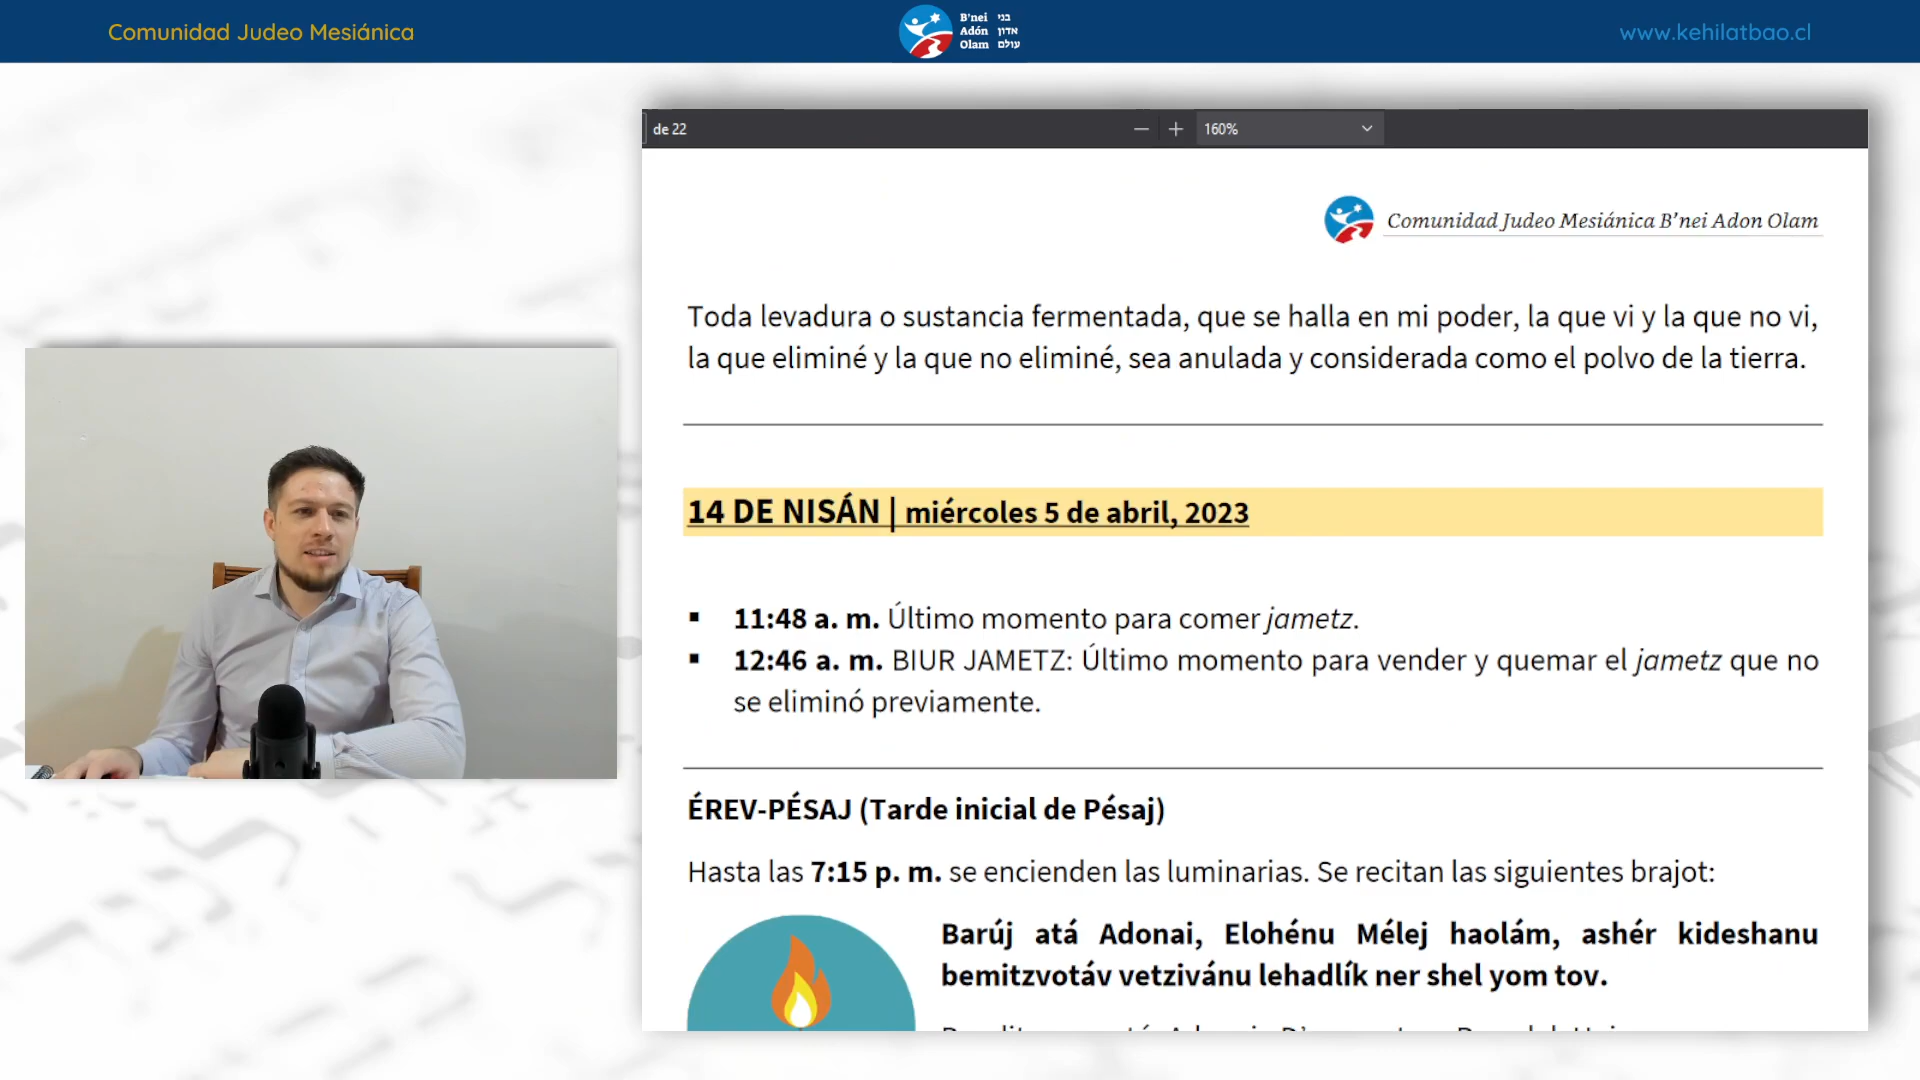 Comunidad Judeo Mesiánica
B'nei בני
Adón אדון
Olam עולם
www.kehilatbao.cl
de 22
160%
Comunidad Judeo Mesiánica B'nei Adon Olam
Toda levadura o sustancia fermentada, que se halla en mi poder, la que vi y la que no vi,
la que eliminé y la que no eliminé, sea anulada y considerada como el polvo de la tierra.
14 DE NISÁN | miércoles 5 de abril, 2023
▪ 11:48 a. m. Último momento para comer jametz.
▪ 12:46 a. m. BIUR JAMETZ: Último momento para vender y quemar el jametz que no
se eliminó previamente.
ÉREV-PÉSAJ (Tarde inicial de Pésaj)
Hasta las 7:15 p. m. se encienden las luminarias. Se recitan las siguientes brajot:
Barúj atá Adonai, Elohénu Mélej haolám, ashér kideshanu
bemitzvotáv vetzivánu lehadlík ner shel yom tov.